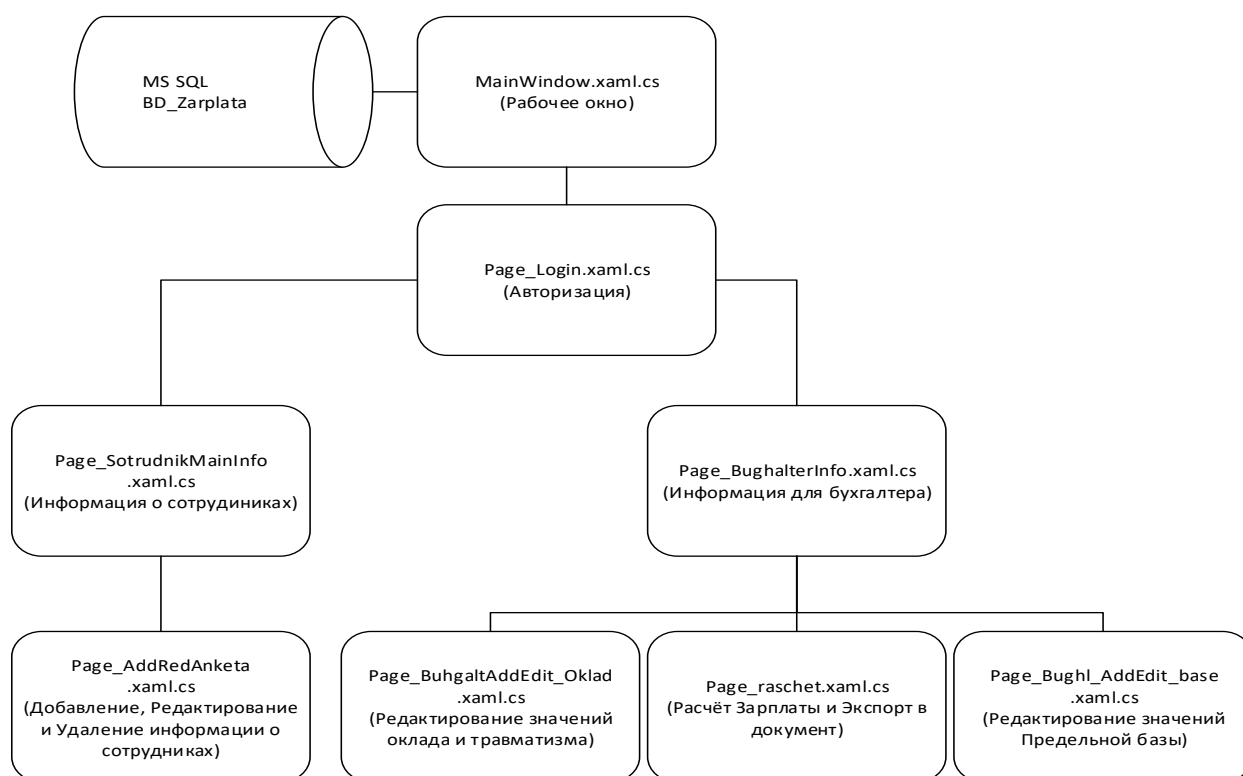 MS SQL
BD_Zarplata
MainWindow.xaml.cs
(Рабочее окно)
Page_Login.xaml.cs
(Авторизация)
Page_SotrudnikMainInfo
.xaml.cs
(Информация о сотрудиниках)
Page_BughalterInfo.xaml.cs
(Информация для бухгалтера)
Page_AddRedAnketa
.xaml.cs
(Добавление, Редактирование
и Удаление информации о
сотрудниках)
Page_BuhgaltAddEdit_Oklad
.xaml.cs
(Редактирование значений
оклада и травматизма)
Page_raschet.xaml.cs
(Расчёт Зарплаты и Экспорт в
документ)
Page_Bughl_AddEdit_base
.xaml.cs
(Редактирование значений
Предельной базы)